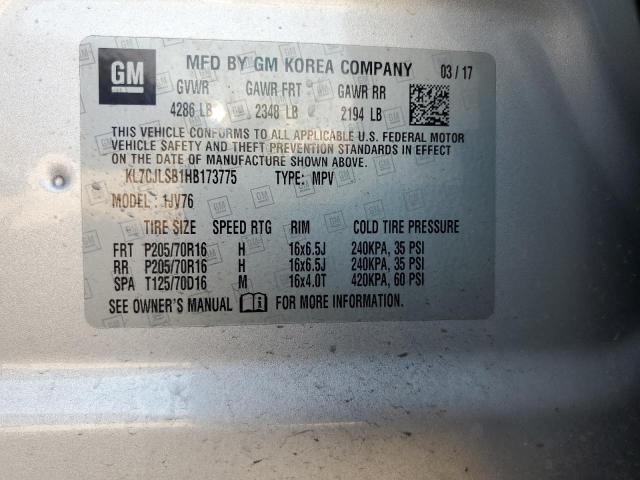 GM
MFD BY GM KOREA COMPANY 03 / 17
GVWR GAWR FRT GAWR RR
4286 LB 2348 LB 2194 LB
THIS VEHICLE CONFORMS TO ALL APPLICABLE U.S. FEDERAL MOTOR
VEHICLE SAFETY AND THEFT PREVENTION STANDARDS IN EFFECT
ON THE DATE OF MANUFACTURE SHOWN ABOVE.
KL7CJLSB1HB173775 TYPE: MPV
MODEL: 1JV76
TIRE SIZE SPEED RTG RIM COLD TIRE PRESSURE
FRT P205/70R16 H 16x6.5J 240KPA, 35 PSI
RR P205/70R16 H 16x6.5J 240KPA, 35 PSI
SPA T125/70D16 M 16x4.0T 420KPA, 60 PSI
SEE OWNER'S MANUAL FOR MORE INFORMATION.